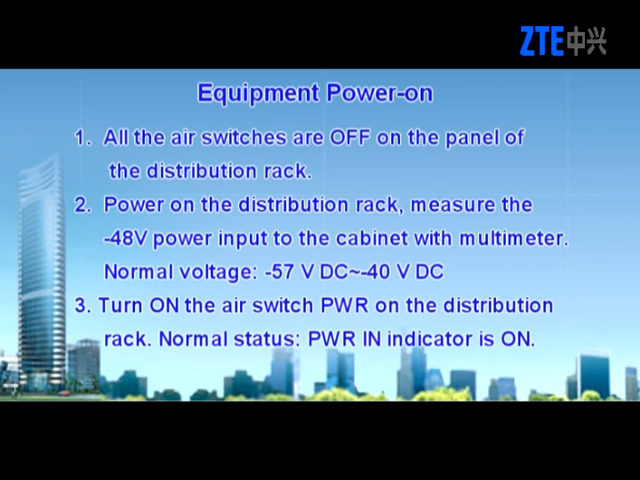 ZTE中兴
Equipment Power-on
1. All the air switches are OFF on the panel of
the distribution rack.
2. Power on the distribution rack, measure the
-48V power input to the cabinet with multimeter.
Normal voltage: -57 V DC~-40 V DC
3. Turn ON the air switch PWR on the distribution
rack. Normal status: PWR IN indicator is ON.